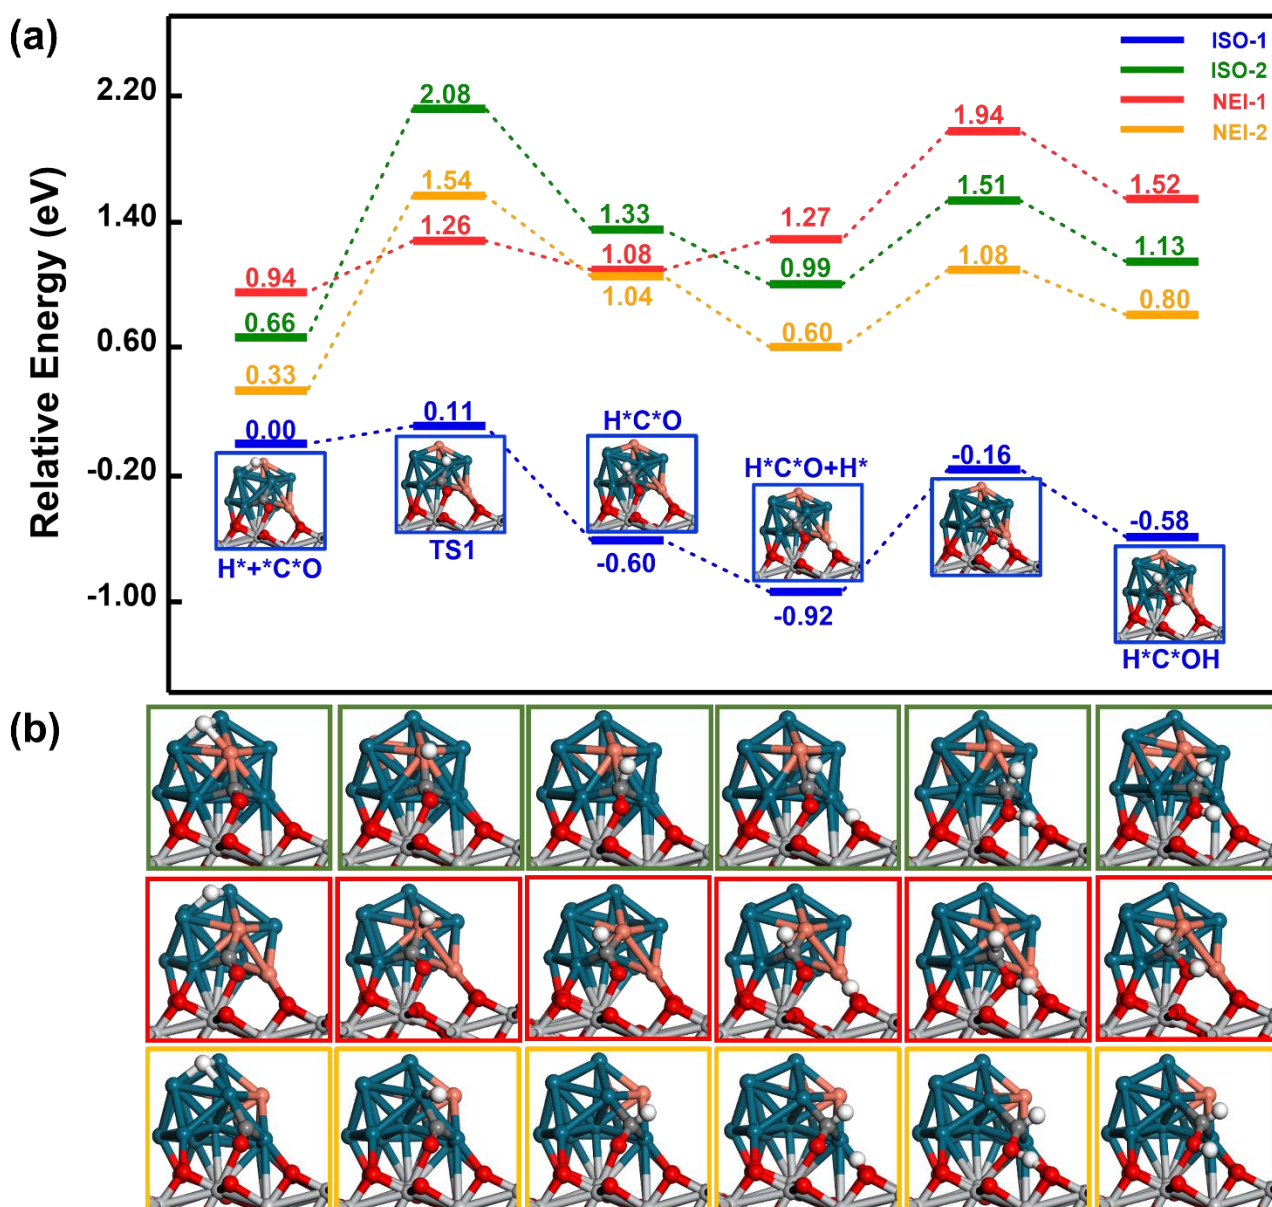 (a)
ISO-1
ISO-2
NEI-1
NEI-2
Relative Energy (eV)
2.20
1.40
0.60
-0.20
-1.00
2.08
1.94
1.54
1.51
1.52
1.26
1.33
1.27
1.13
0.94
1.08
0.99
1.08
0.66
1.04
0.80
0.33
0.60
0.00
0.11
H*C*O
H*C*O+H*
-0.16
-0.58
H*+*C*O
TS1
-0.60
-0.92
H*C*OH
(b)